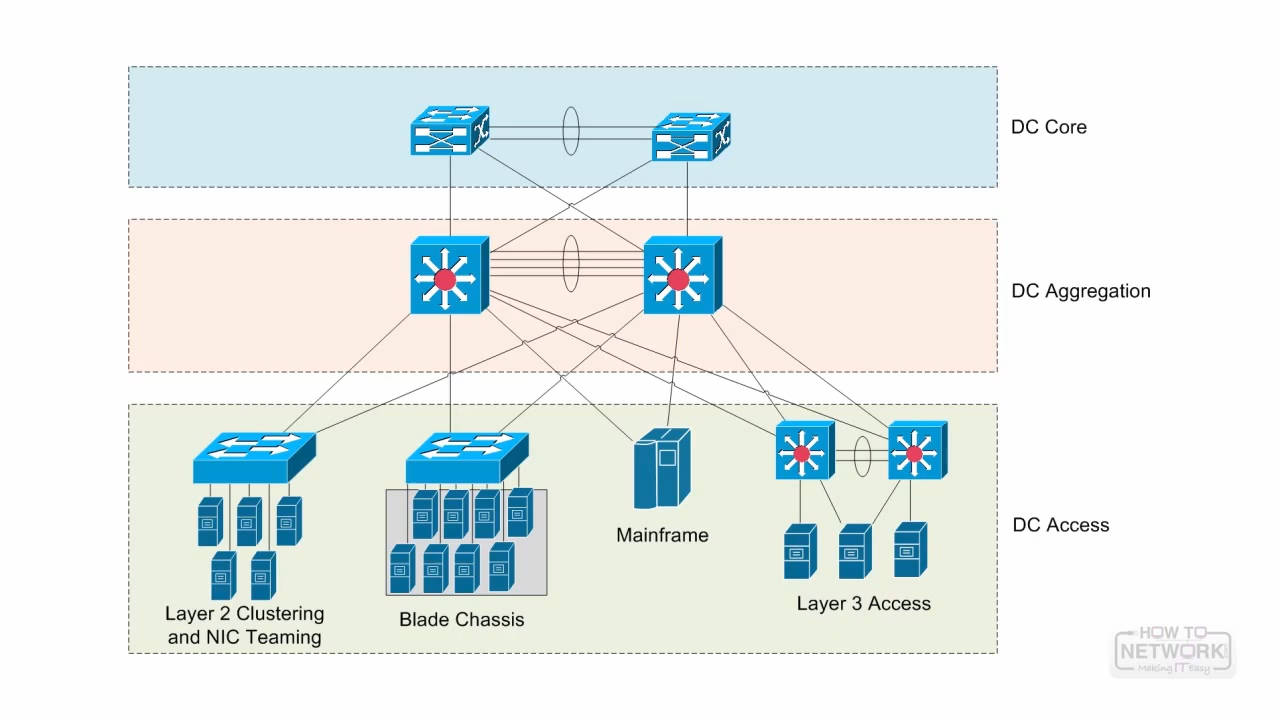 DC Core
DC Aggregation
DC Access
Mainframe
Layer 3 Access
Layer 2 Clustering
and NIC Teaming
Blade Chassis
HOW TO
NETWORK
Making IT Easy